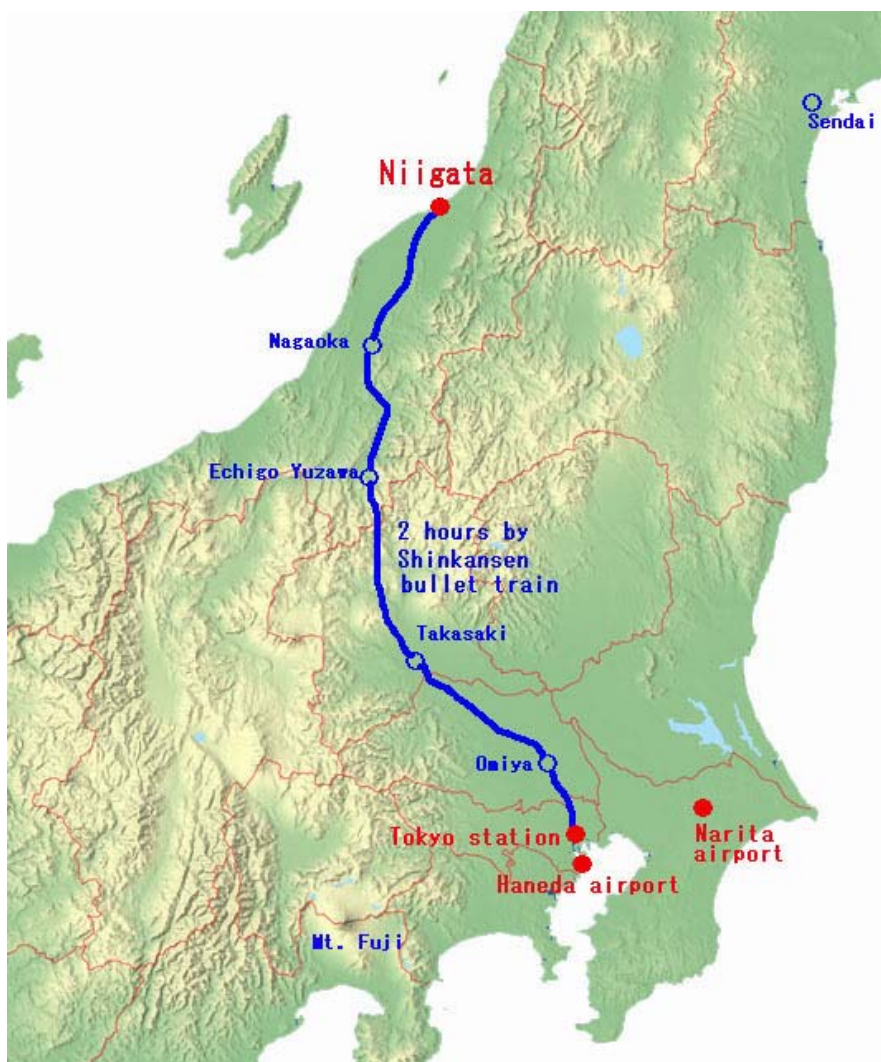 Sendai
Niigata
Nagaoka
Echigo Yuzawa
2 hours by
Shinkansen
bullet train
Takasaki
Omiya
Tokyo station
Narita
airport
Haneda airport
Mt. Fuji